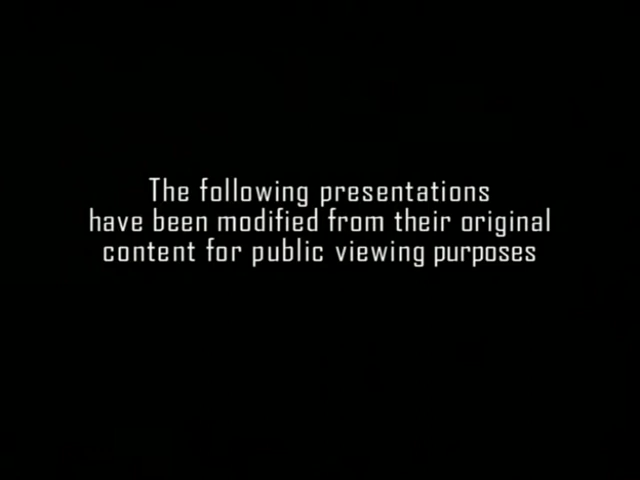 The following presentations
have been modified from their original
content for public viewing purposes